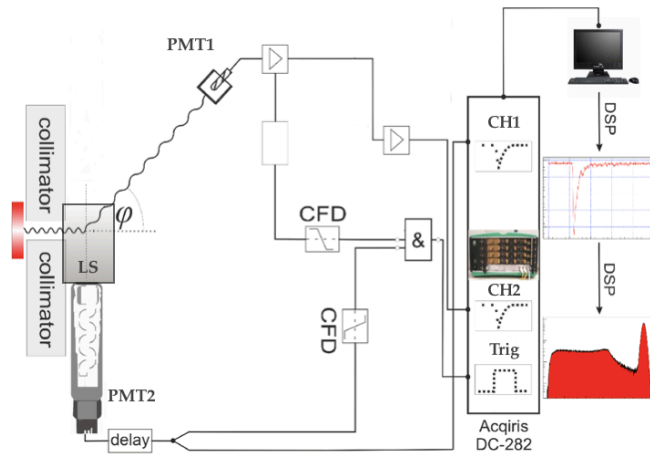 PMT1
CH1
DSP
collimator
φ
CFD
&
LS
collimator
DSP
CH2
CFD
Trig
PMT2
delay
Acqiris
DC-282